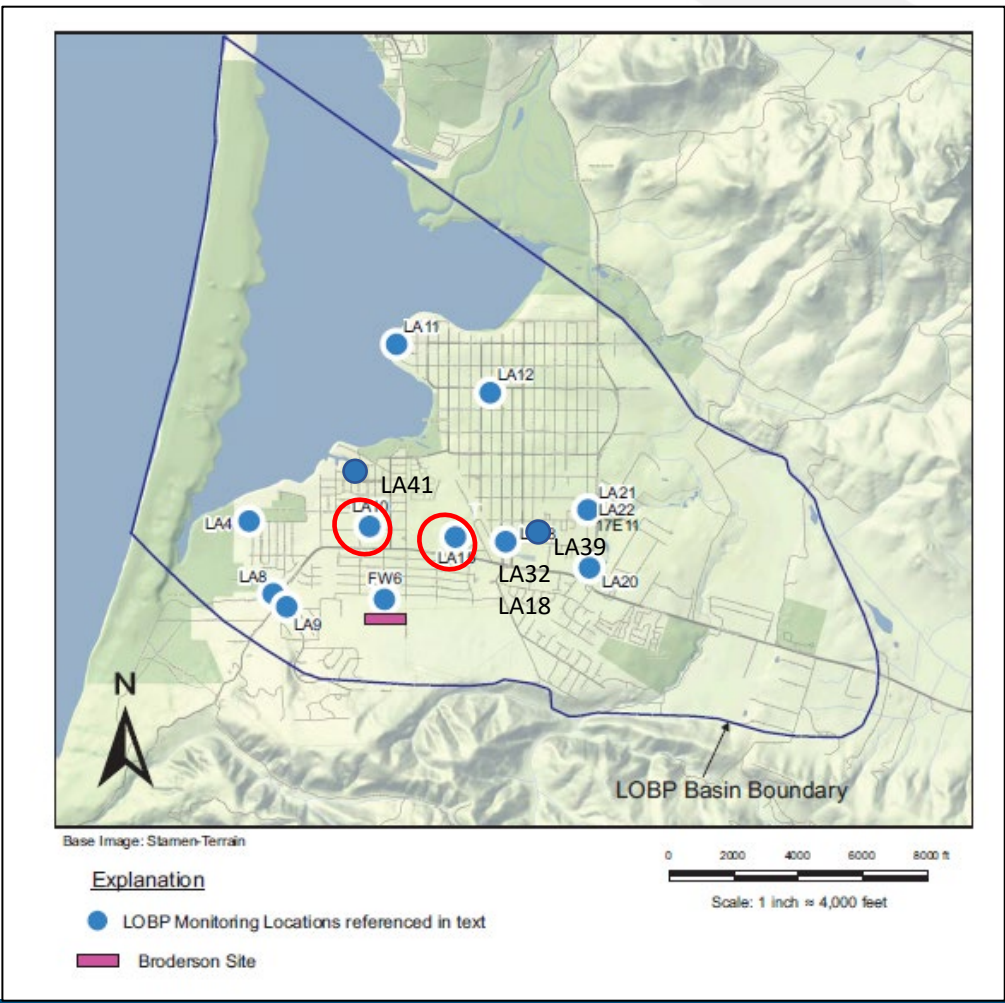 LA11
LA12
LA41
LA10
LA4
LA21
LA22
17E11
LA39
LA32
LA18
LA20
LA8
FW6
LA9
N
LOBP Basin Boundary
Base Image: Stamen-Terrain
0 2000 4000 6000 8000 ft
Scale: 1 inch ≈ 4,000 feet
Explanation
LOBP Monitoring Locations referenced in text
Broderson Site